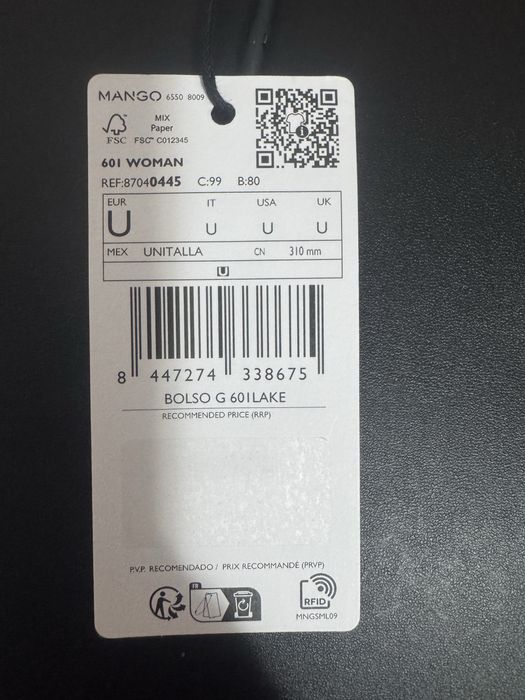 MANGO 6550 8009
MIX
Paper
FSC FSC™ C012345
601 WOMAN
REF:87040445 C:99 B:80
EUR IT USA UK
U U U U
MEX UNITALLA CN 310 mm
U
8 447274 338675
BOLSO G 601LAKE
RECOMMENDED PRICE (RRP)
P.V.P. RECOMENDADO / PRIX RECOMMANDÉ (PRVP)
FR
RFID
MNGSML09